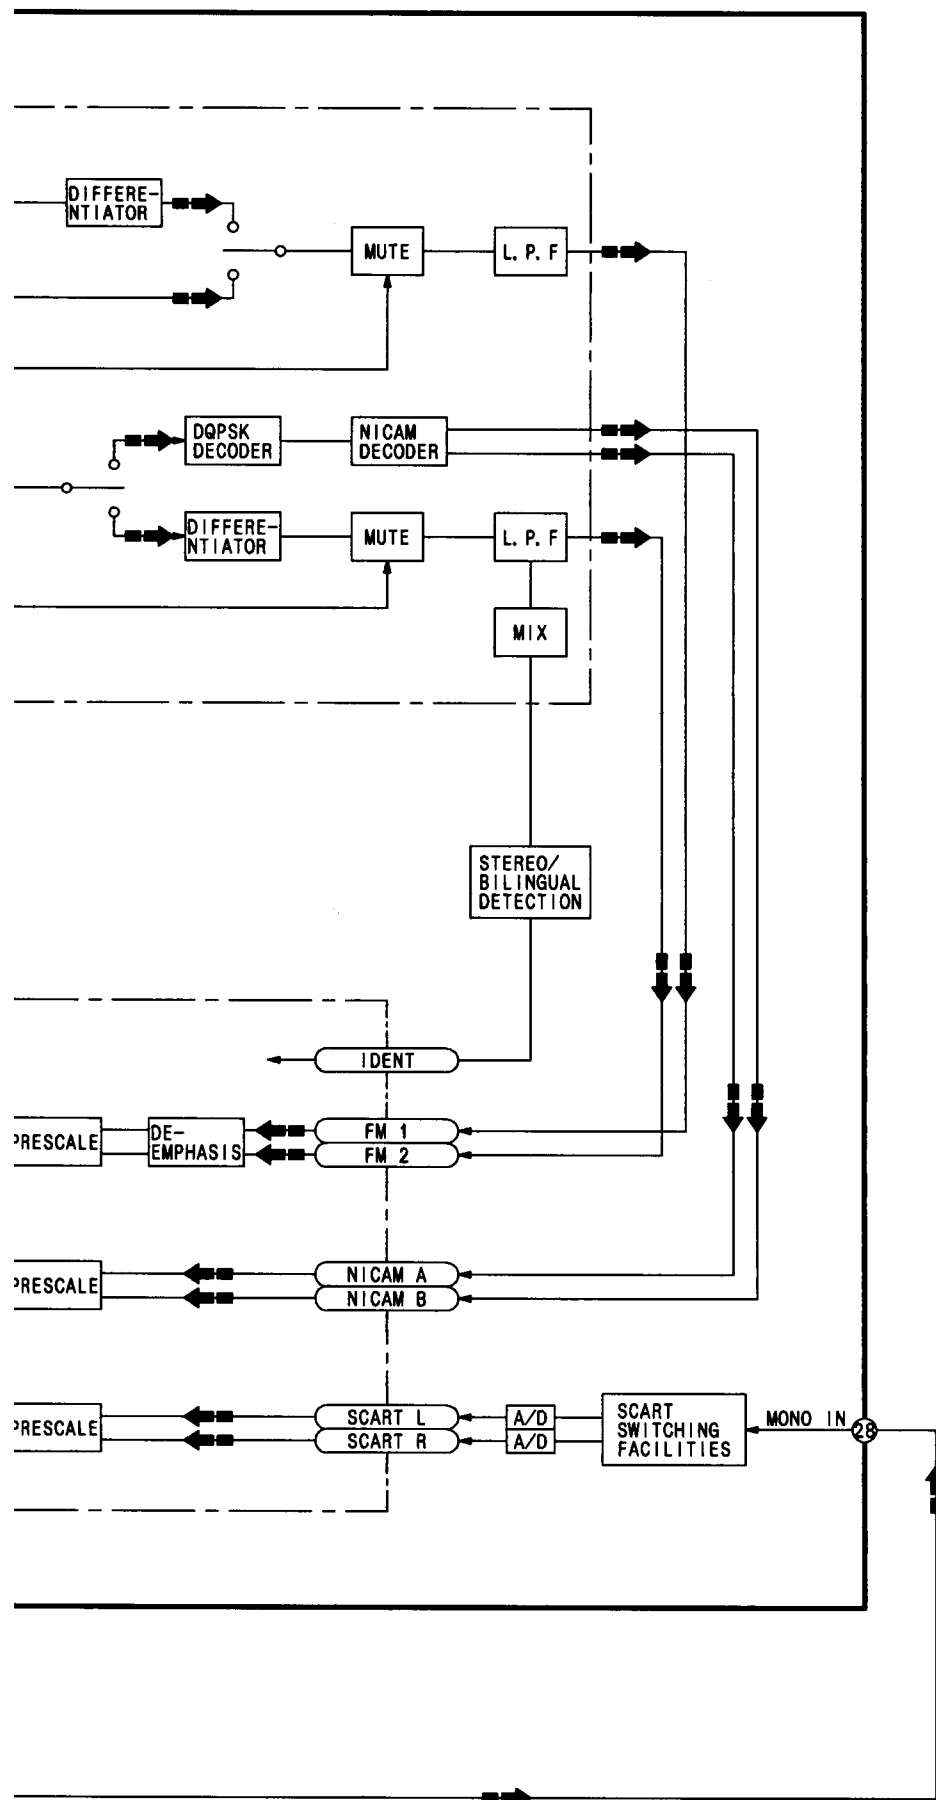 DIFFERE-
NTIATOR
MUTE
L. P. F
DQPSK
DECODER
NICAM
DECODER
DIFFERE-
NTIATOR
MUTE
L. P. F
MIX
STEREO/
BILINGUAL
DETECTION
IDENT
PRESCALE
DE-
EMPHASIS
FM 1
FM 2
PRESCALE
NICAM A
NICAM B
PRESCALE
SCART L
SCART R
A/D
A/D
SCART
SWITCHING
FACILITIES
MONO IN
28